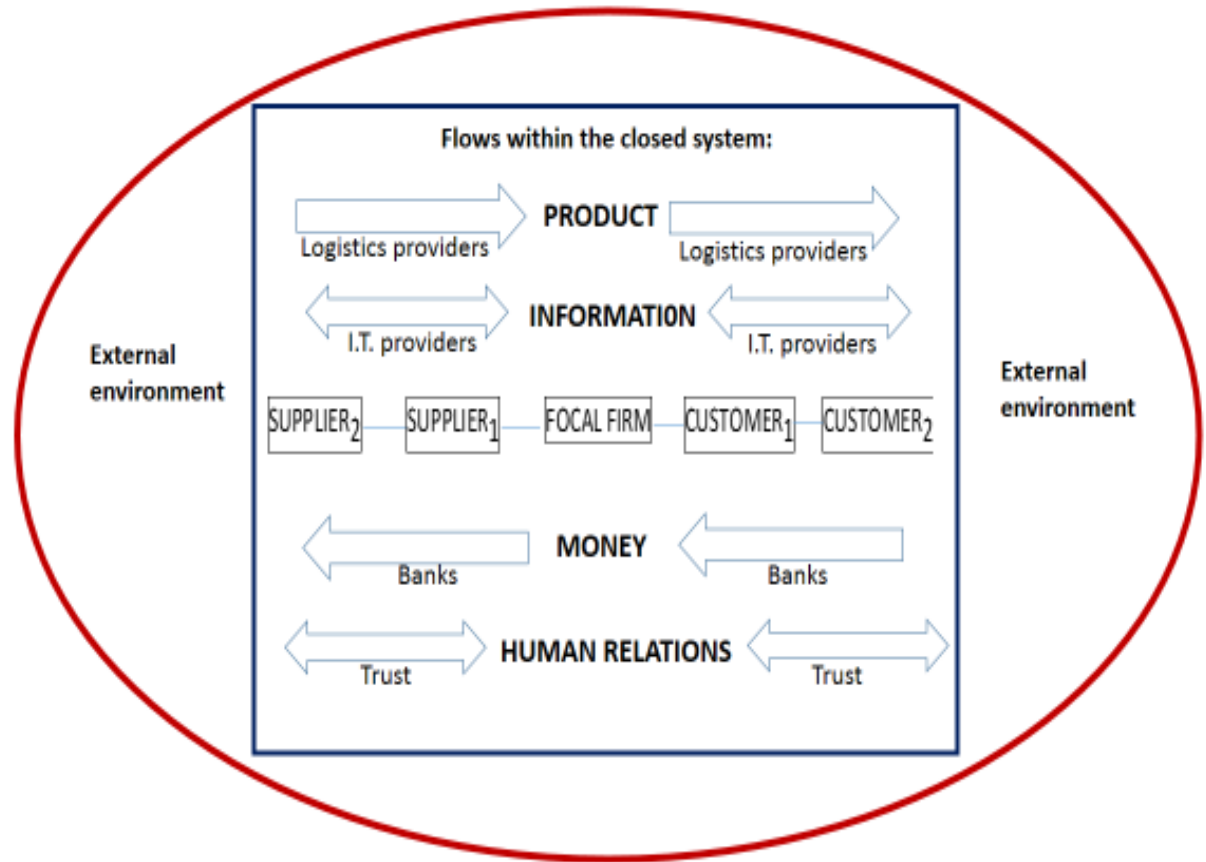 Flows within the closed system:
PRODUCT
Logistics providers Logistics providers
INFORMATI0N
I.T. providers I.T. providers
External
environment
External
environment
SUPPLIER2 SUPPLIER1 FOCAL FIRM CUSTOMER1 CUSTOMER2
MONEY
Banks Banks
HUMAN RELATIONS
Trust Trust